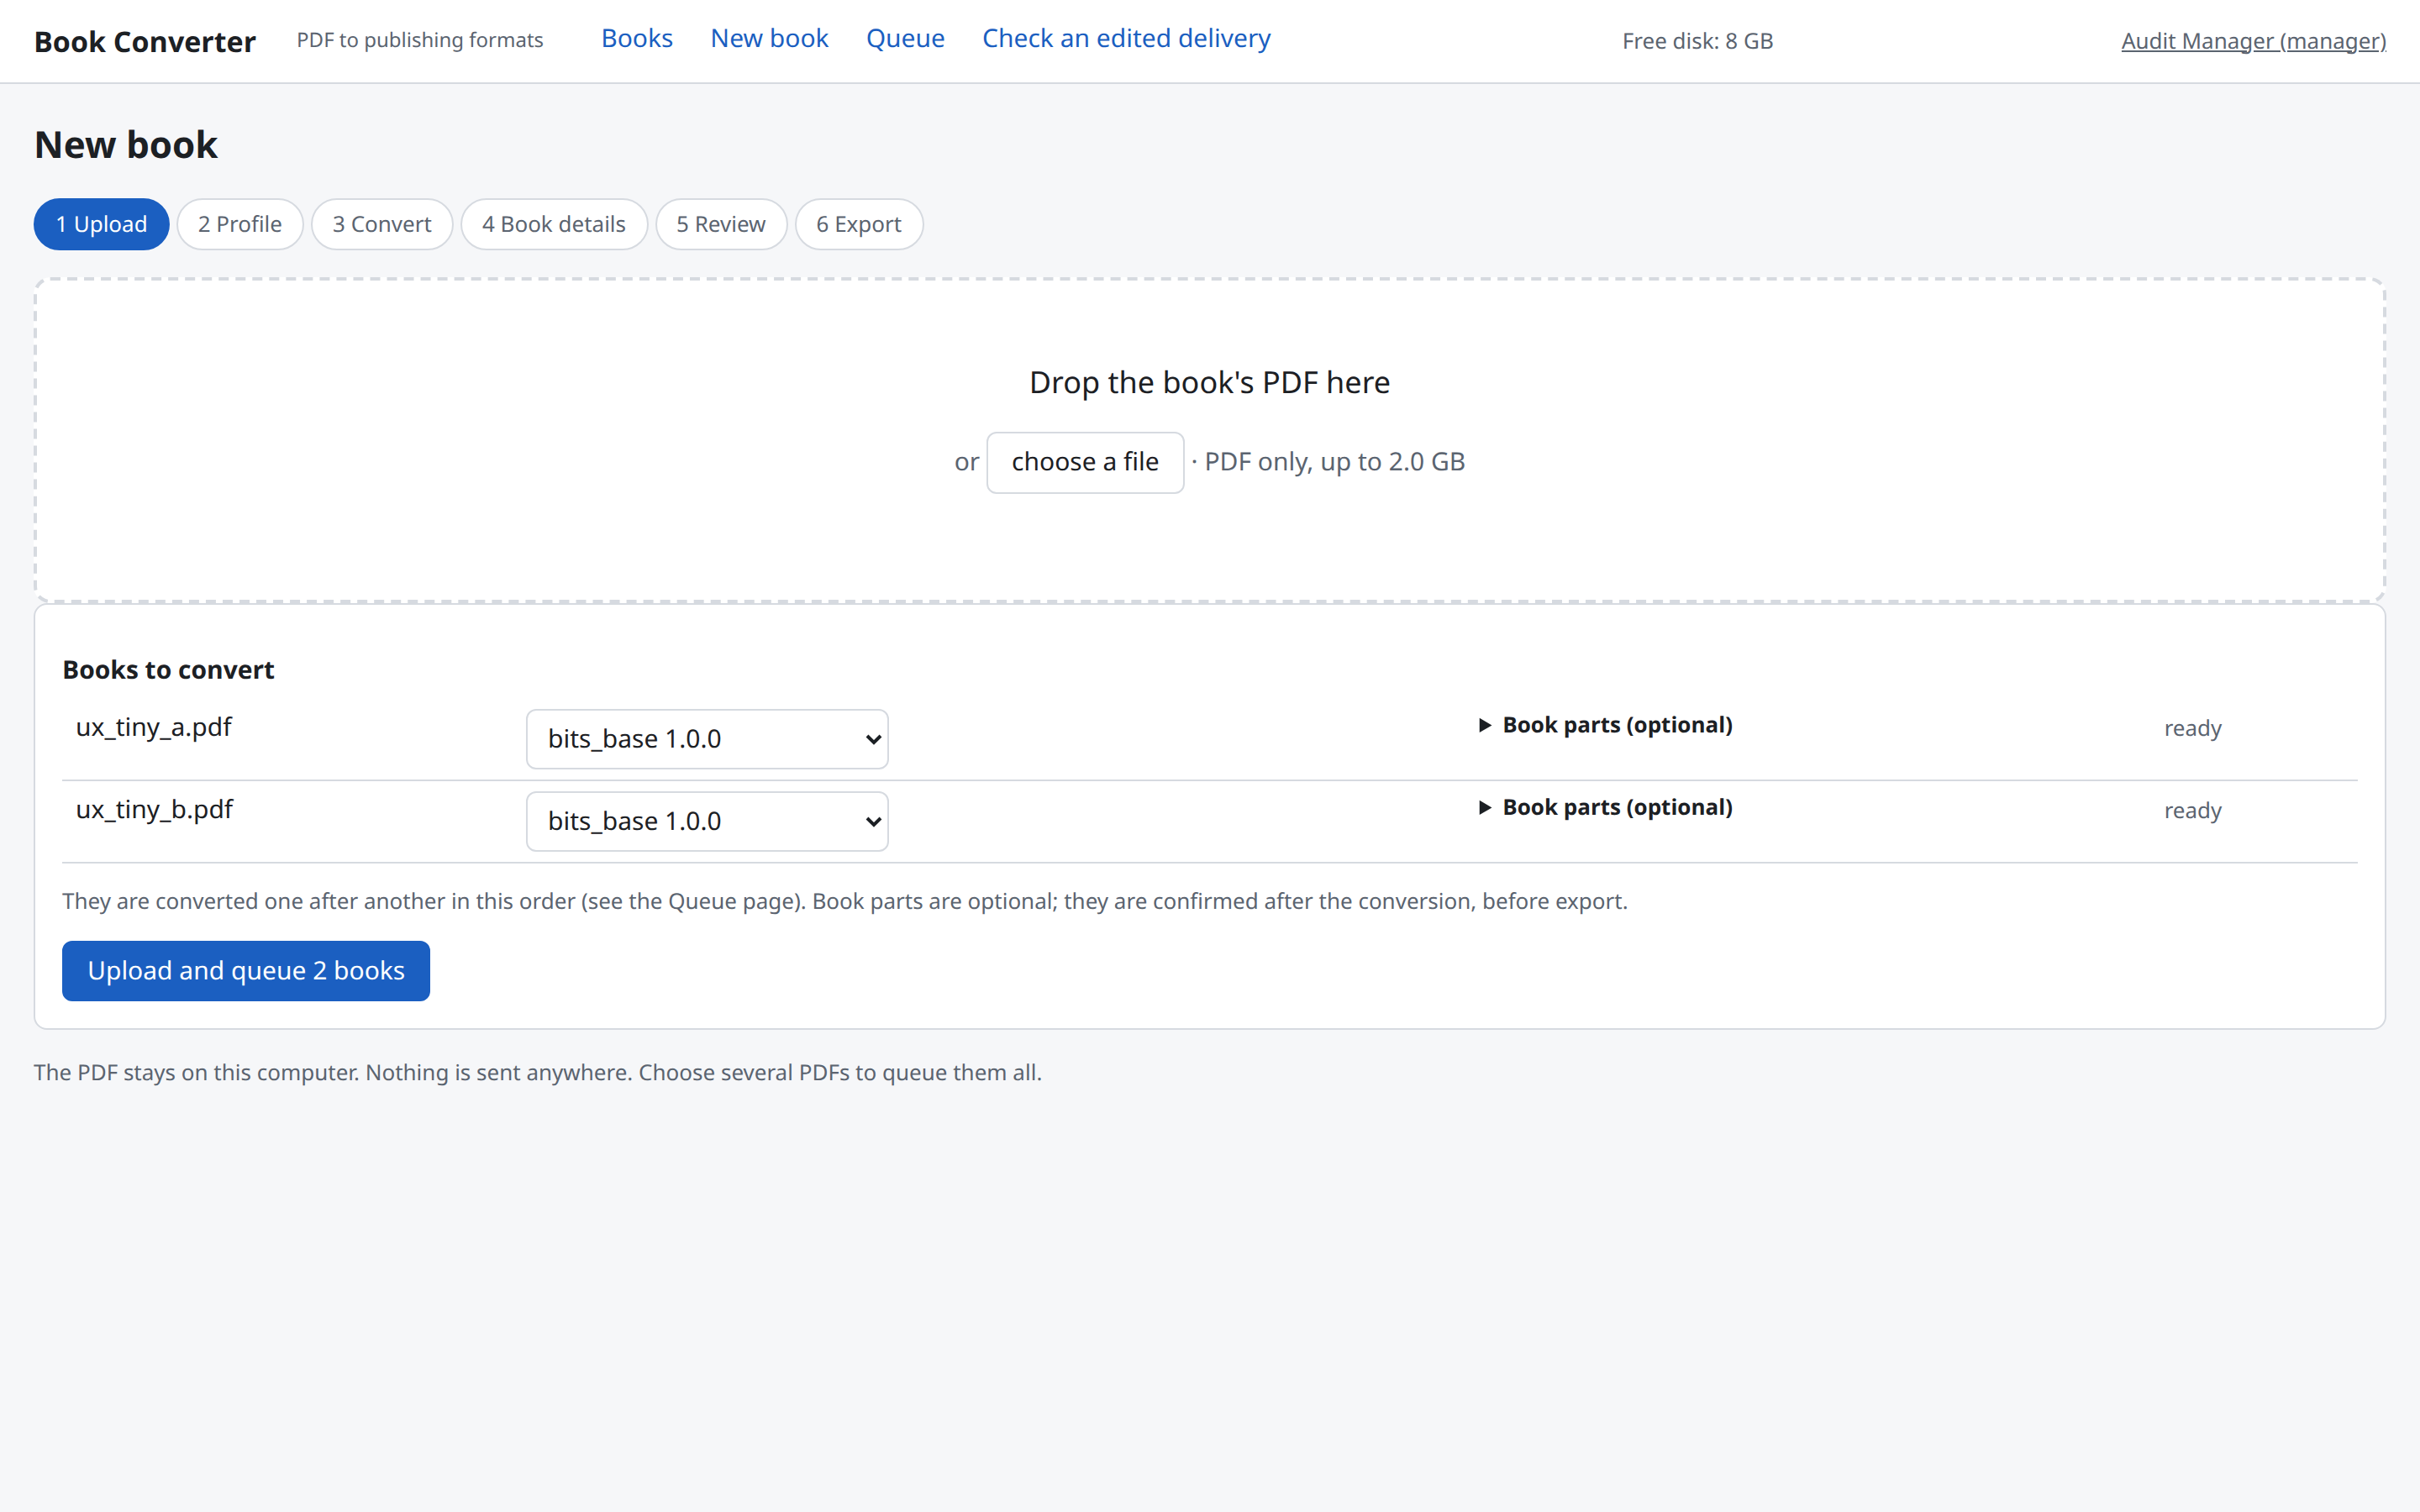 Book Converter PDF to publishing formats Books New book Queue Check an edited delivery Free disk: 8 GB Audit Manager (manager)
New book
1 Upload 2 Profile 3 Convert 4 Book details 5 Review 6 Export
Drop the book's PDF here
or choose a file · PDF only, up to 2.0 GB
Books to convert
ux_tiny_a.pdf bits_base 1.0.0 Book parts (optional) ready
ux_tiny_b.pdf bits_base 1.0.0 Book parts (optional) ready
They are converted one after another in this order (see the Queue page). Book parts are optional; they are confirmed after the conversion, before export.
Upload and queue 2 books
The PDF stays on this computer. Nothing is sent anywhere. Choose several PDFs to queue them all.